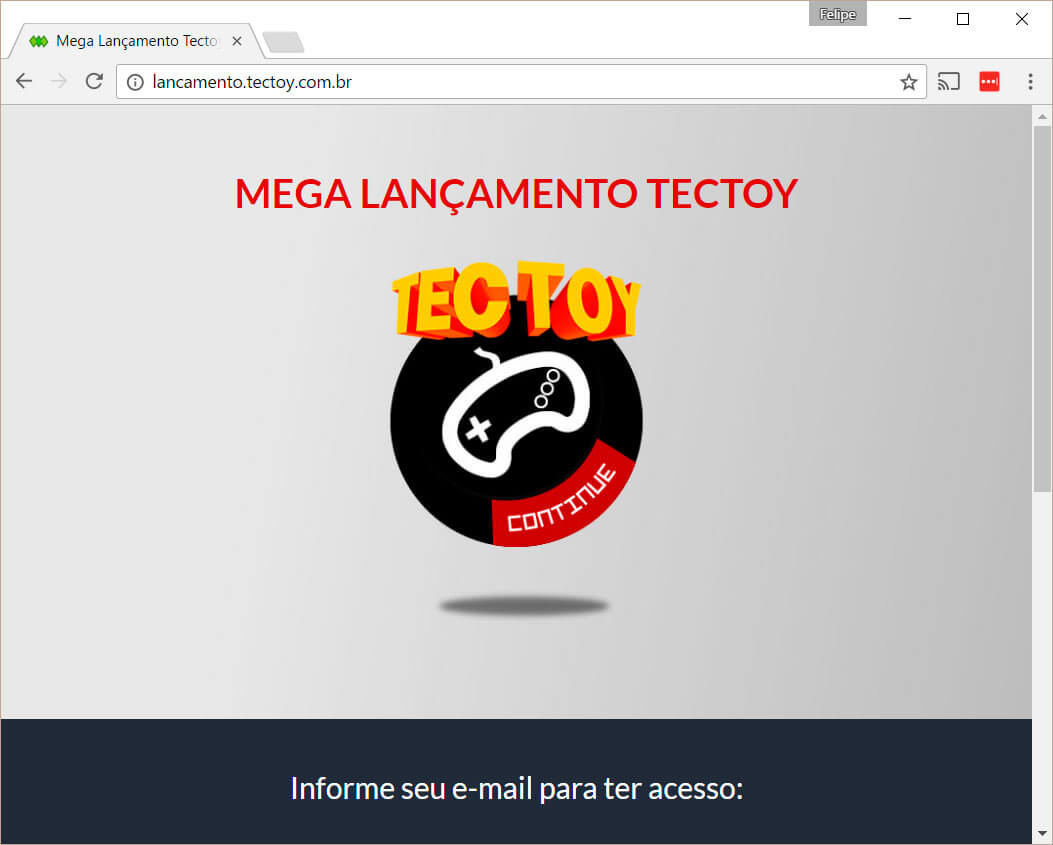 Felipe
Mega Lançamento Tecto
lancamento.tectoy.com.br
MEGA LANÇAMENTO TECTOY
TEC TOY
CONTINUE
Informe seu e-mail para ter acesso: